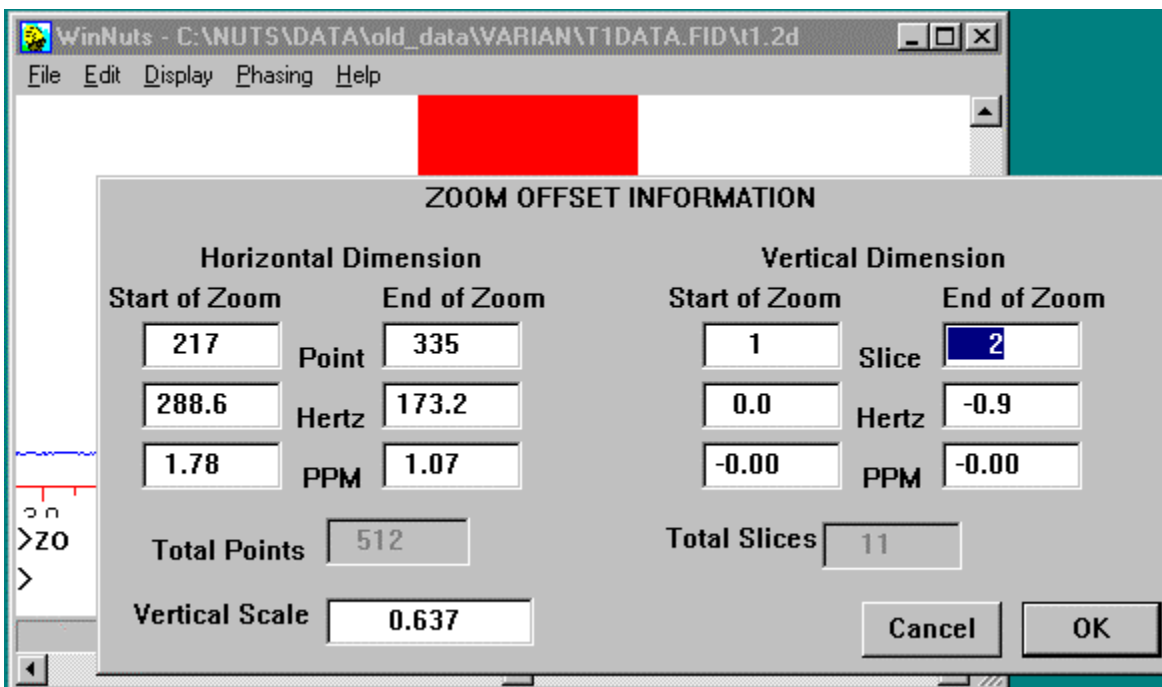 WinNuts - C:\NUTS\DATA\old_data\VARIAN\T1DATA.FID\t1.2d
File Edit Display Phasing Help
ZOOM OFFSET INFORMATION
Horizontal Dimension Vertical Dimension
Start of Zoom End of Zoom Start of Zoom End of Zoom
217 Point 335 1 Slice 2
288.6 Hertz 173.2 0.0 Hertz -0.9
1.78 PPM 1.07 -0.00 PPM -0.00
>ZO
Total Points 512 Total Slices 11
>
Vertical Scale 0.637
Cancel OK